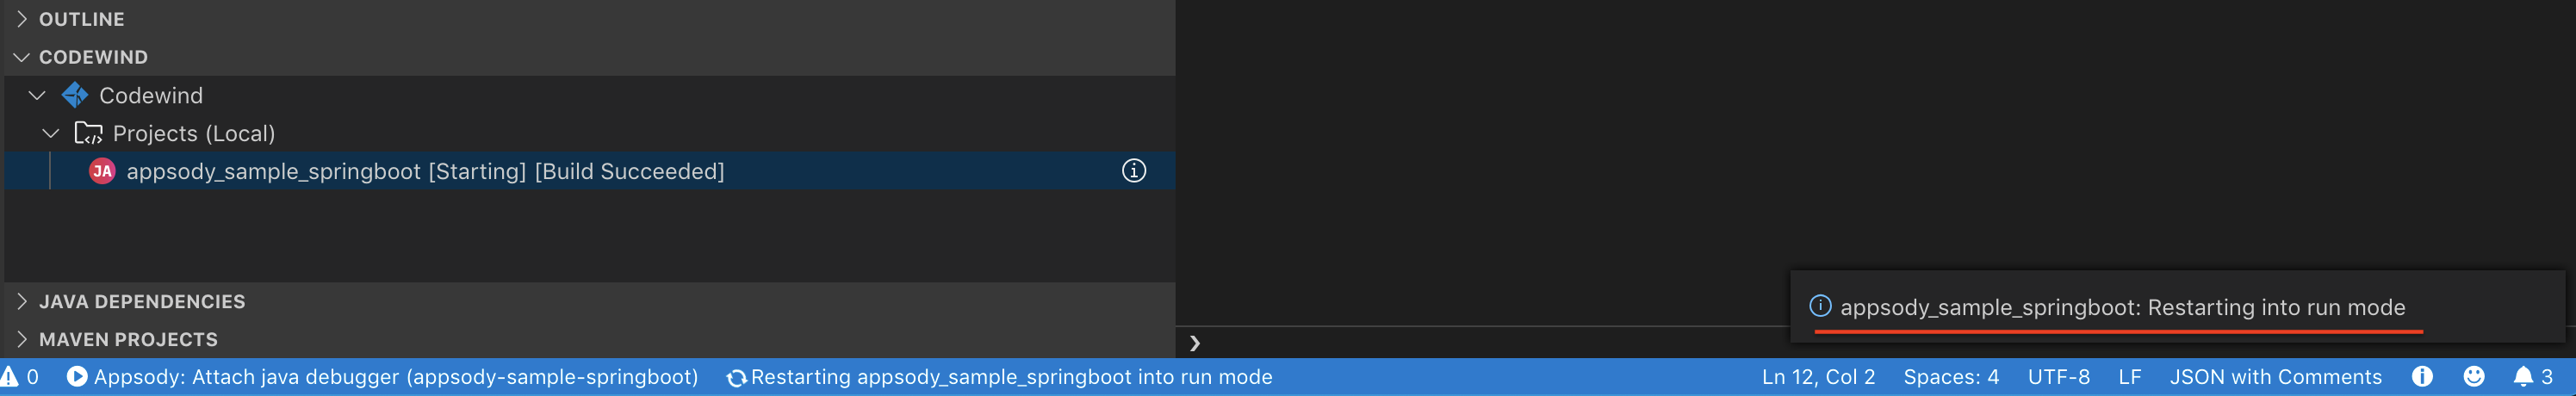 OUTLINE
CODEWIND
Codewind
Projects (Local)
JA appsody_sample_springboot [Starting] [Build Succeeded]
JAVA DEPENDENCIES
MAVEN PROJECTS
appsody_sample_springboot: Restarting into run mode
0 Appsody: Attach java debugger (appsody-sample-springboot) Restarting appsody_sample_springboot into run mode Ln 12, Col 2 Spaces: 4 UTF-8 LF JSON with Comments 3